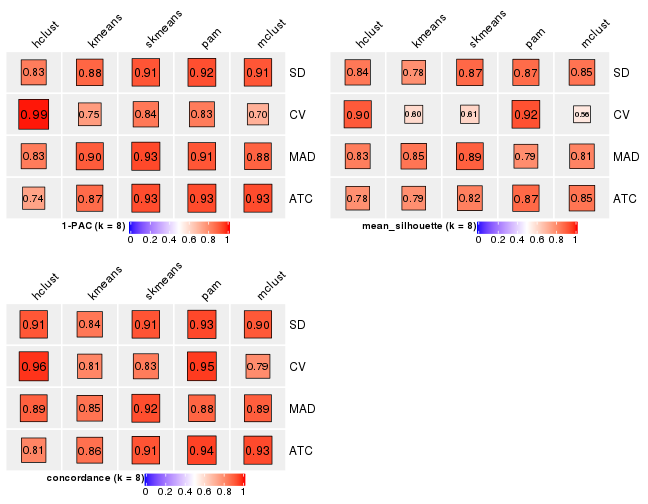 hclust kmeans skmeans pam mclust
0.83 0.88 0.91 0.92 0.91 SD
0.99 0.75 0.84 0.83 0.70 CV
0.83 0.90 0.93 0.91 0.88 MAD
0.74 0.87 0.93 0.93 0.93 ATC
1-PAC (k = 8)
0 0.2 0.4 0.6 0.8 1
hclust kmeans skmeans pam mclust
0.84 0.78 0.87 0.87 0.85 SD
0.90 0.60 0.61 0.92 0.56 CV
0.83 0.85 0.89 0.79 0.81 MAD
0.78 0.79 0.82 0.87 0.85 ATC
mean_silhouette (k = 8)
0 0.2 0.4 0.6 0.8 1
hclust kmeans skmeans pam mclust
0.91 0.84 0.91 0.93 0.90 SD
0.96 0.81 0.83 0.95 0.79 CV
0.89 0.85 0.92 0.88 0.89 MAD
0.81 0.86 0.91 0.94 0.93 ATC
concordance (k = 8)
0 0.2 0.4 0.6 0.8 1